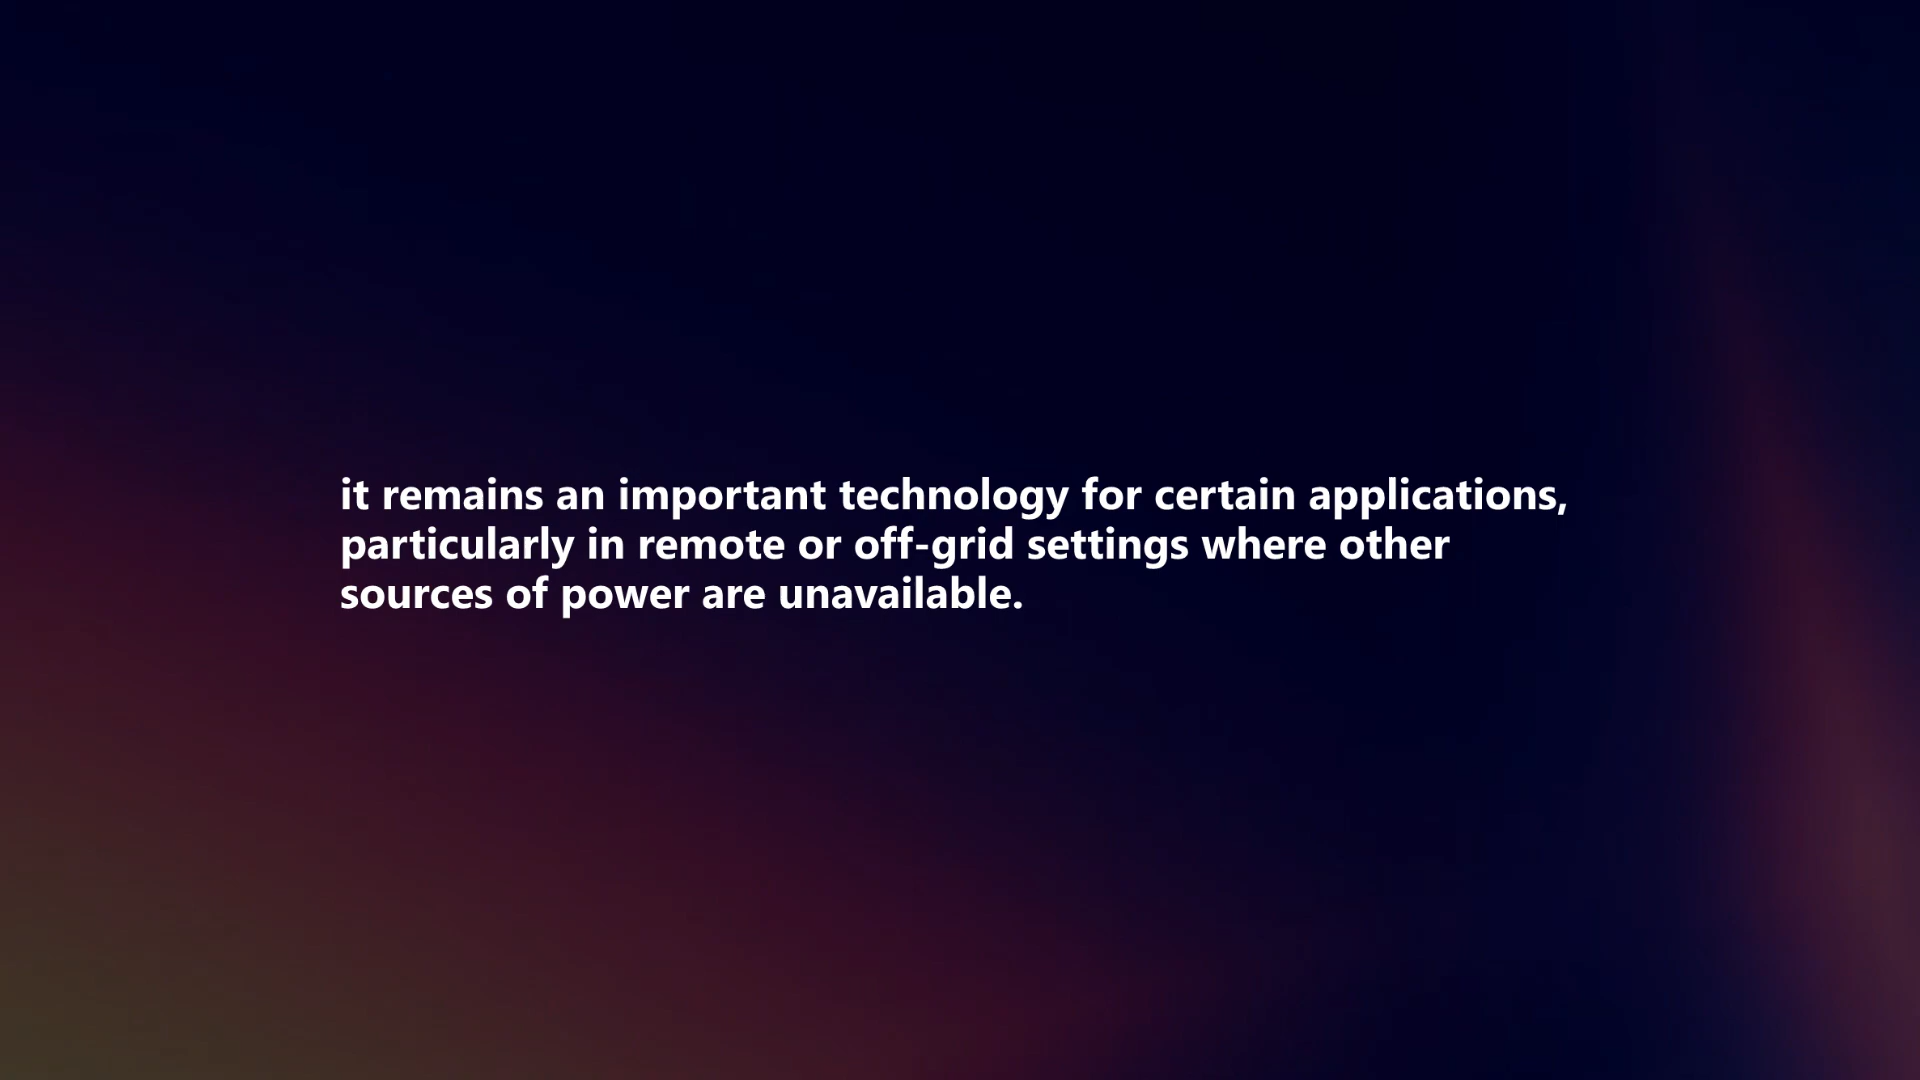 it remains an important technology for certain applications,
particularly in remote or off-grid settings where other
sources of power are unavailable.